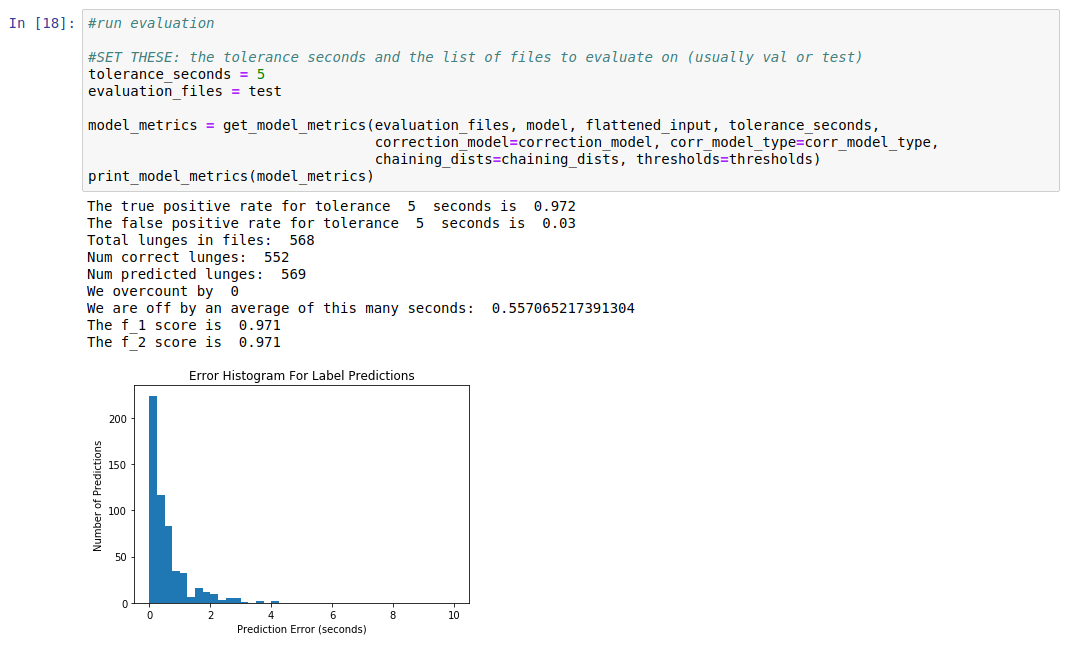 In [18]:
#run evaluation
#SET THESE: the tolerance seconds and the list of files to evaluate on (usually val or test)
tolerance_seconds = 5
evaluation_files = test
model_metrics = get_model_metrics(evaluation_files, model, flattened_input, tolerance_seconds,
correction_model=correction_model, corr_model_type=corr_model_type,
chaining_dists=chaining_dists, thresholds=thresholds)
print_model_metrics(model_metrics)
The true positive rate for tolerance  5  seconds is  0.972
The false positive rate for tolerance  5  seconds is  0.03
Total lunges in files:  568
Num correct lunges:  552
Num predicted lunges:  569
We overcount by  0
We are off by an average of this many seconds:  0.557065217391304
The f_1 score is  0.971
The f_2 score is  0.971
Error Histogram For Label Predictions
200
150
100
50
0
Number of Predictions
0 2 4 6 8 10
Prediction Error (seconds)